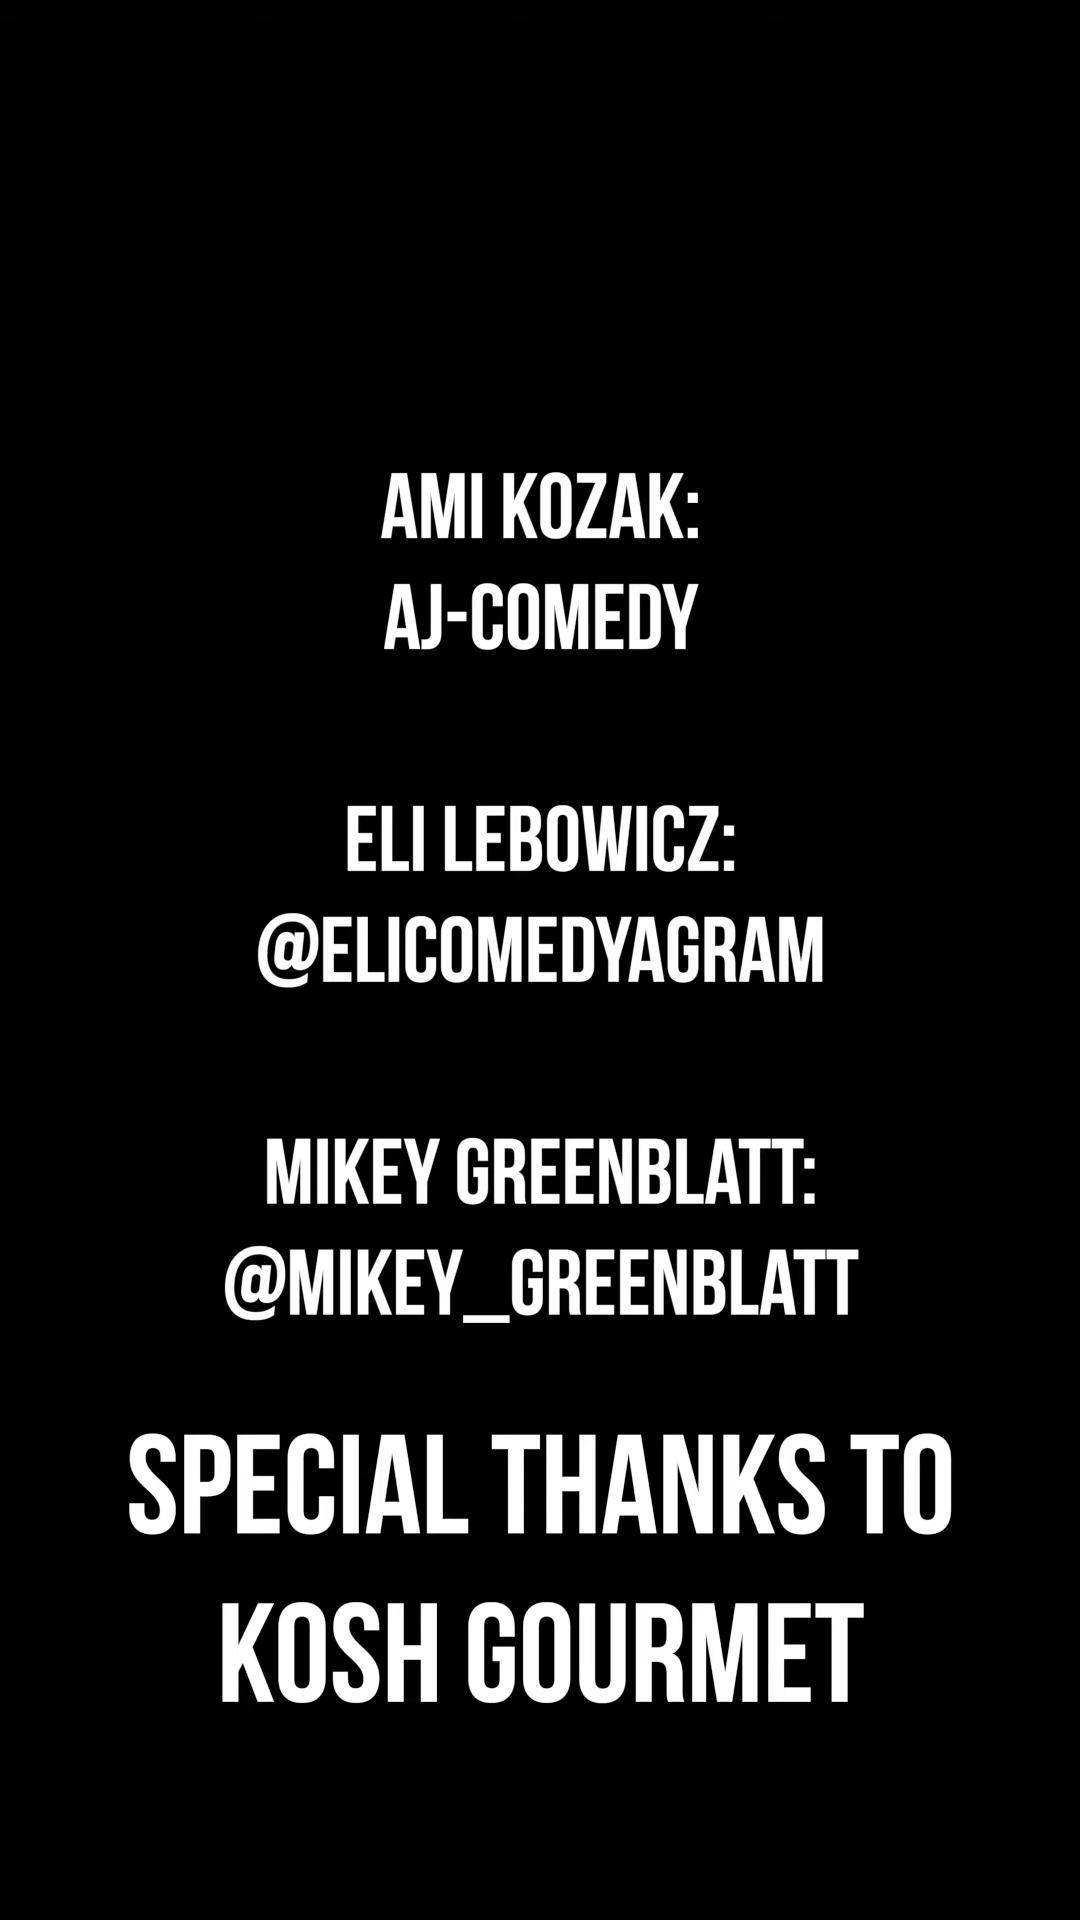 AMI KOZAK:
AJ-COMEDY
ELI LEBOWICZ:
@ELICOMEDYAGRAM
MIKEY GREENBLATT:
@MIKEY_GREENBLATT
SPECIAL THANKS TO
KOSH GOURMET